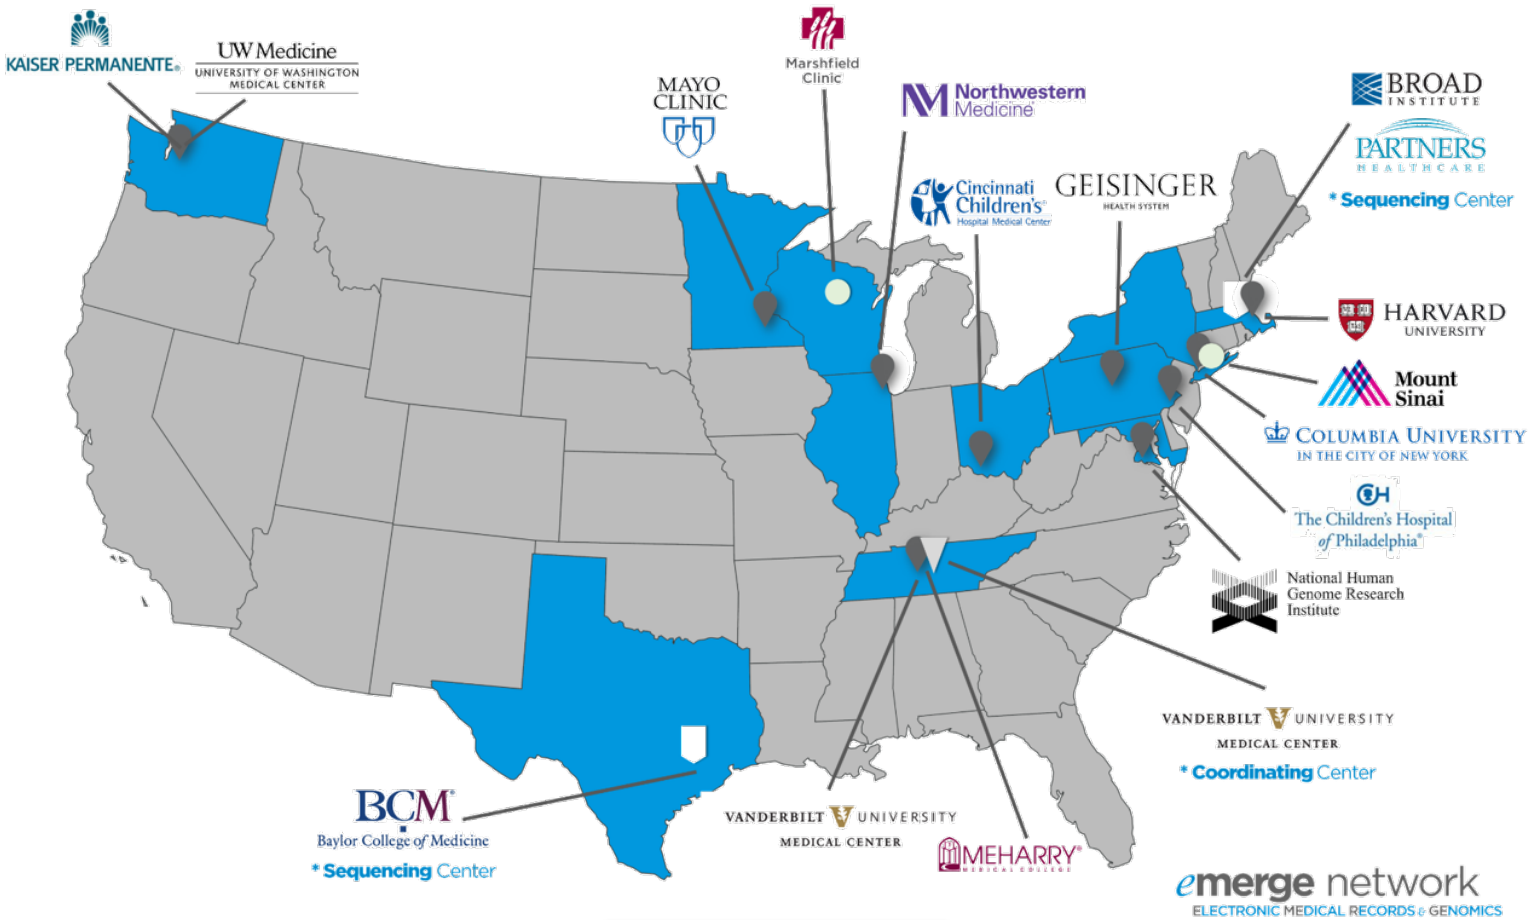 KAISER PERMANENTE®
UW Medicine
UNIVERSITY OF WASHINGTON
MEDICAL CENTER
MAYO
CLINIC
Marshfield
Clinic
Northwestern
Medicine
Cincinnati
Children's
Hospital Medical Center
GEISINGER
HEALTH SYSTEM
BROAD
INSTITUTE
PARTNERS
HEALTHCARE
* Sequencing Center
HARVARD
UNIVERSITY
Mount
Sinai
COLUMBIA UNIVERSITY
IN THE CITY OF NEW YORK
CH
The Children's Hospital
of Philadelphia®
National Human
Genome Research
Institute
VANDERBILT V UNIVERSITY
MEDICAL CENTER
* Coordinating Center
BCM®
Baylor College of Medicine
* Sequencing Center
VANDERBILT V UNIVERSITY
MEDICAL CENTER
MEHARRY®
MEDICAL COLLEGE
emerge network
ELECTRONIC MEDICAL RECORDS & GENOMICS